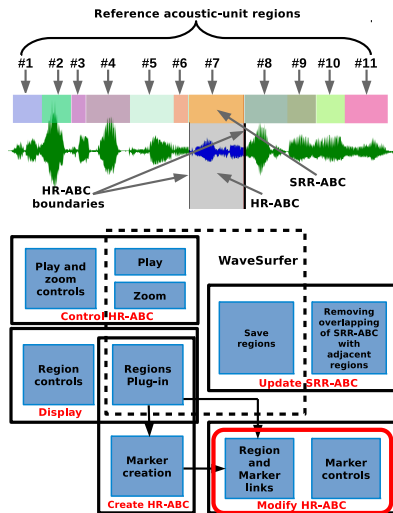 Reference acoustic-unit regions
#1 #2 #3 #4 #5 #6 #7 #8 #9 #10 #11
SRR-ABC
HR-ABC
boundaries
HR-ABC
WaveSurfer
Play and
zoom
controls
Play
Zoom
Control HR-ABC
Save
regions
Removing
overlapping
of SRR-ABC
with
adjacent
regions
Update SRR-ABC
Region
controls
Regions
Plug-in
Display
Marker
creation
Create HR-ABC
Region
and
Marker
links
Marker
controls
Modify HR-ABC